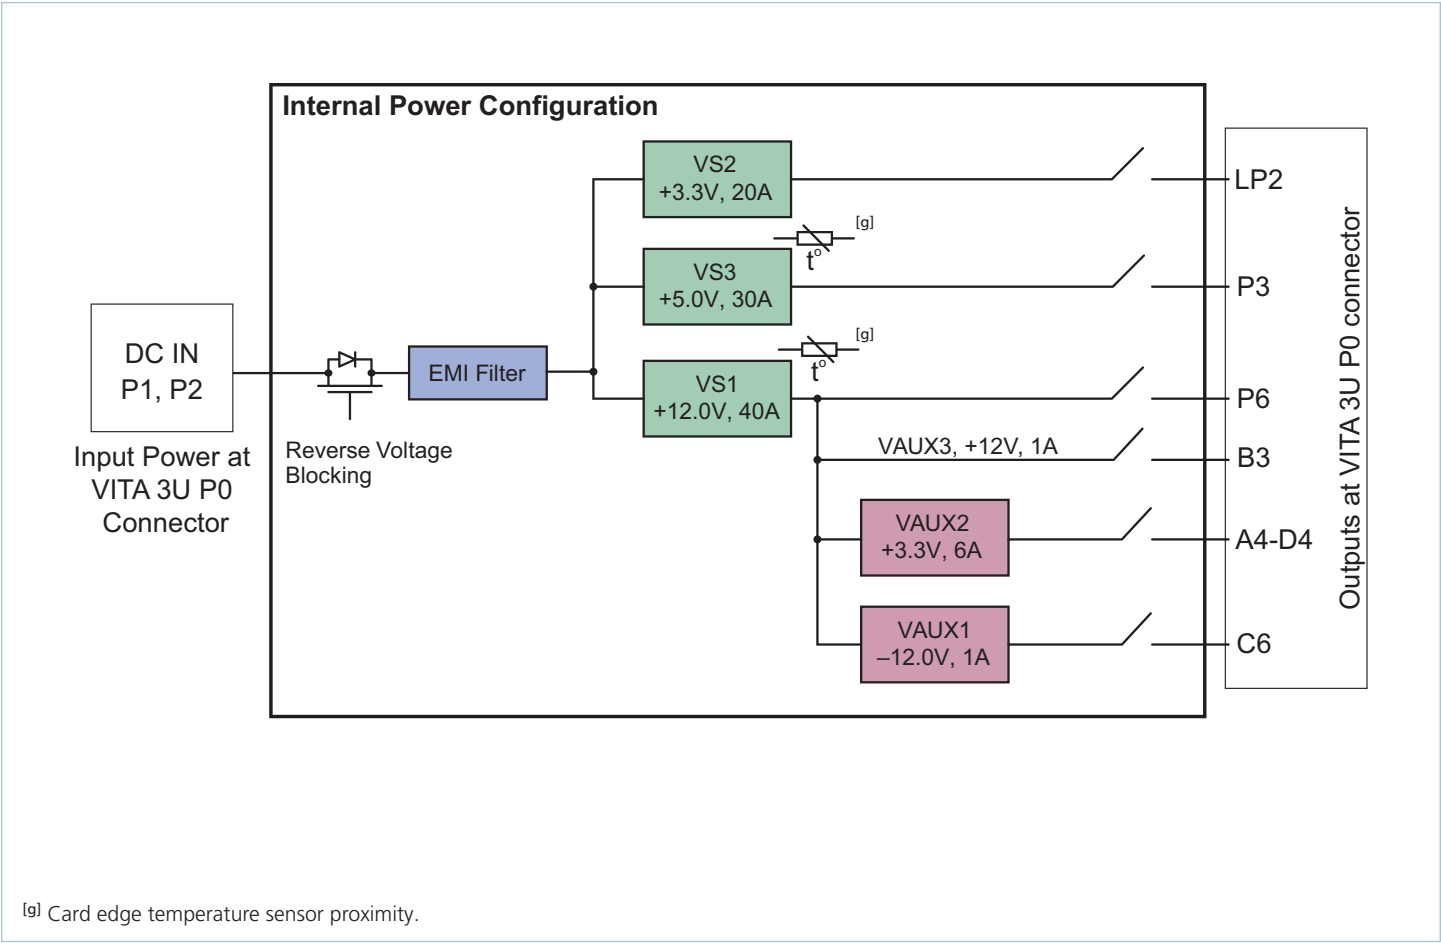 Internal Power Configuration
VS2
+3.3V, 20A
LP2
[g]
t°
VS3
+5.0V, 30A
P3
[g]
t°
DC IN
P1, P2
EMI Filter
VS1
+12.0V, 40A
P6
Input Power at
VITA 3U P0
Connector
Reverse Voltage
Blocking
VAUX3, +12V, 1A
B3
VAUX2
+3.3V, 6A
A4-D4
VAUX1
–12.0V, 1A
C6
Outputs at VITA 3U P0 connector
[g] Card edge temperature sensor proximity.